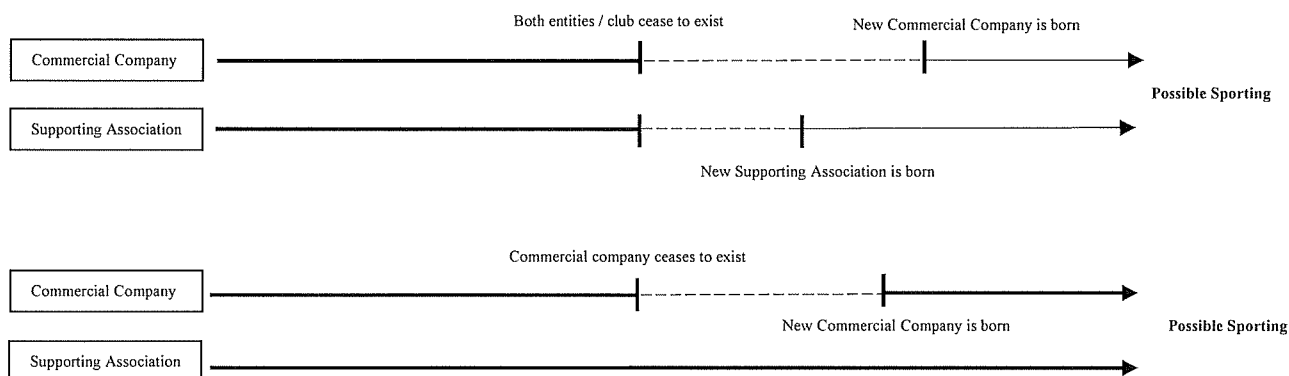 Both entities / club cease to exist
New Commercial Company is born
Commercial Company
Possible Sporting
Supporting Association
New Supporting Association is born
Commercial company ceases to exist
Commercial Company
New Commercial Company is born
Possible Sporting
Supporting Association